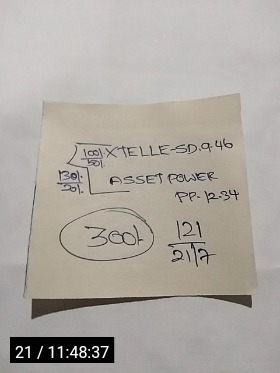 100/. XTELLE-SD.9.46
50/.
130/. ASSET POWER
20/.
PP-12.34
300/-
121
21/7
21 / 11:48:37